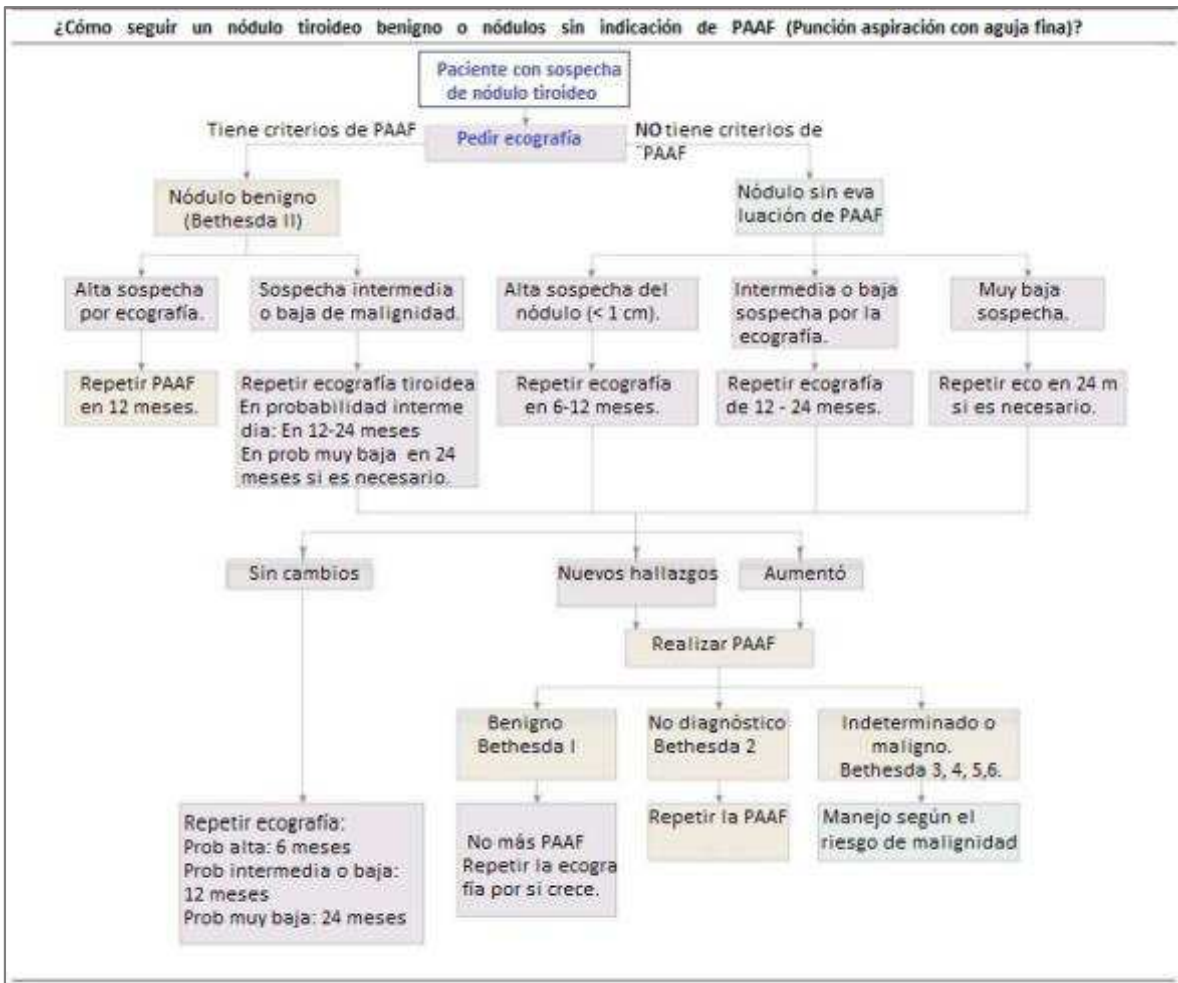 ¿Cómo seguir un nódulo tiroideo benigno o nódulos sin indicación de PAAF (Punción aspiración con aguja fina)?
Paciente con sospecha
de nódulo tiroideo
Tiene criterios de PAAF
Pedir ecografía
NO tiene criterios de
¨PAAF
Nódulo benigno
(Bethesda II)
Nódulo sin eva
luación de PAAF
Alta sospecha
por ecografía.
Sospecha intermedia
o baja de malignidad.
Alta sospecha del
nódulo (< 1 cm).
Intermedia o baja
sospecha por la
ecografía.
Muy baja
sospecha.
Repetir PAAF
en 12 meses.
Repetir ecografía tiroidea
En probabilidad interme
dia: En 12-24 meses
En prob muy baja en 24
meses si es necesario.
Repetir ecografía
en 6-12 meses.
Repetir ecografía
de 12 - 24 meses.
Repetir eco en 24 m
si es necesario.
Sin cambios
Nuevos hallazgos
Aumentó
Realizar PAAF
Benigno
Bethesda I
No diagnóstico
Bethesda 2
Indeterminado o
maligno.
Bethesda 3, 4, 5,6.
Repetir ecografía:
Prob alta: 6 meses
Prob intermedia o baja:
12 meses
Prob muy baja: 24 meses
No más PAAF
Repetir la ecogra
fía por si crece.
Repetir la PAAF
Manejo según el
riesgo de malignidad